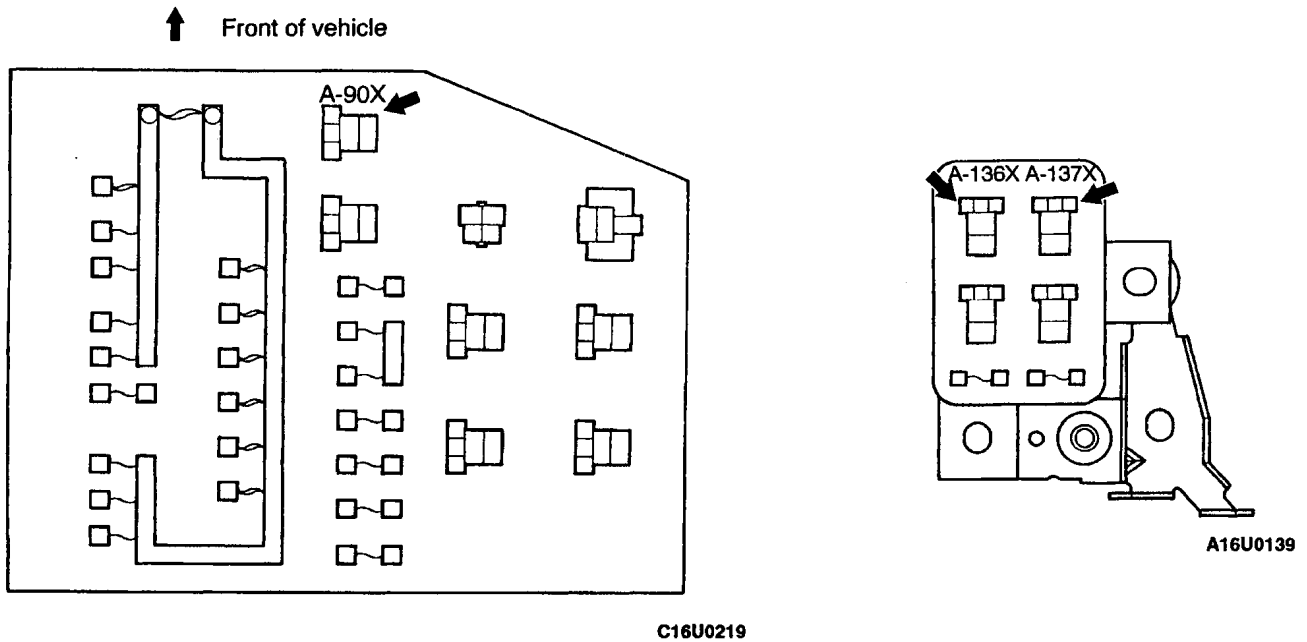 Front of vehicle
A-90X
A-136X A-137X
A16U0139
C16U0219